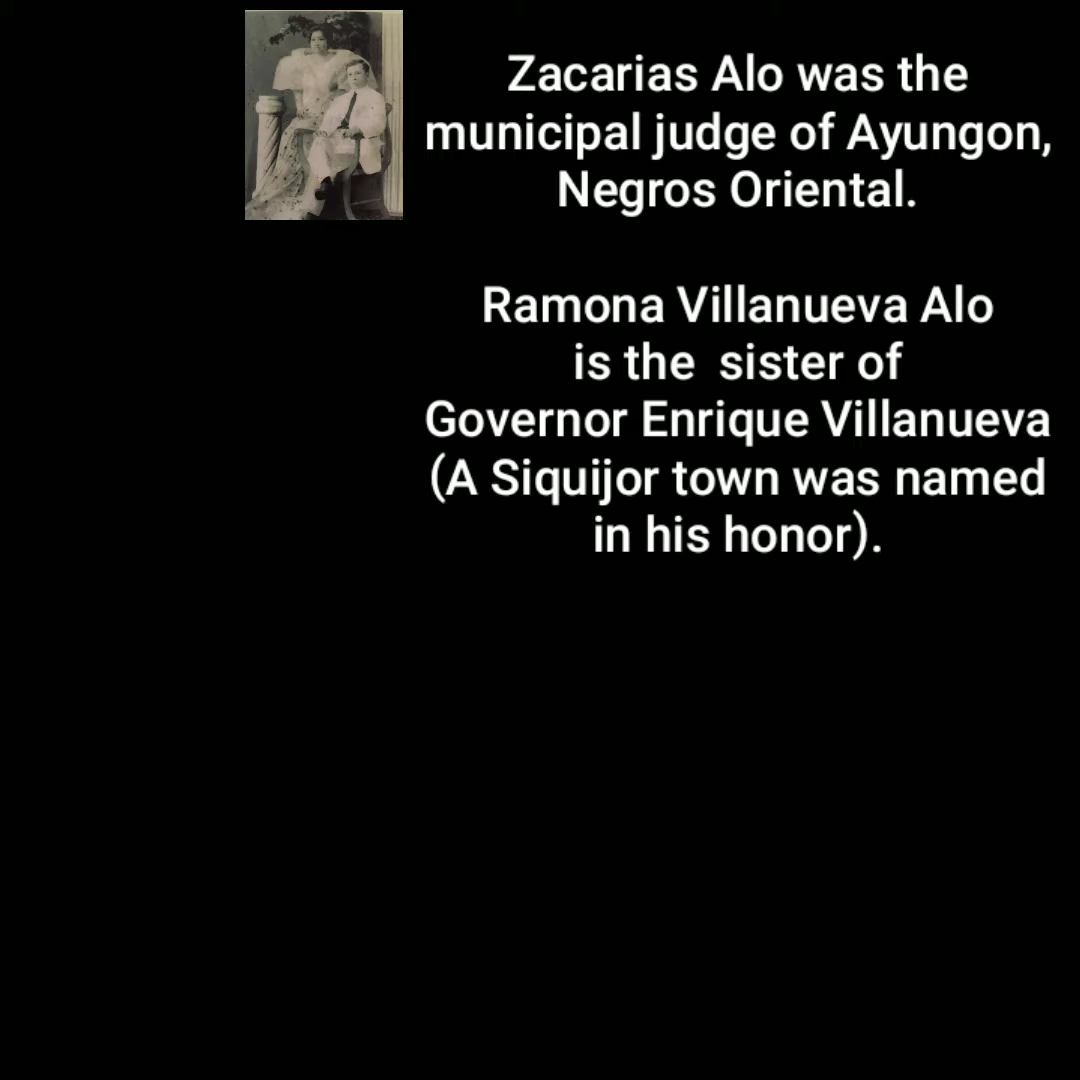 Zacarias Alo was the
municipal judge of Ayungon,
Negros Oriental.
Ramona Villanueva Alo
is the  sister of
Governor Enrique Villanueva
(A Siquijor town was named
in his honor).